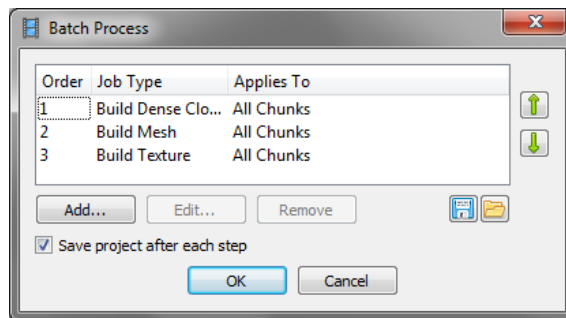 Batch Process
Order Job Type Applies To
1 Build Dense Clo... All Chunks
2 Build Mesh All Chunks
3 Build Texture All Chunks
Add... Edit... Remove
Save project after each step
OK Cancel